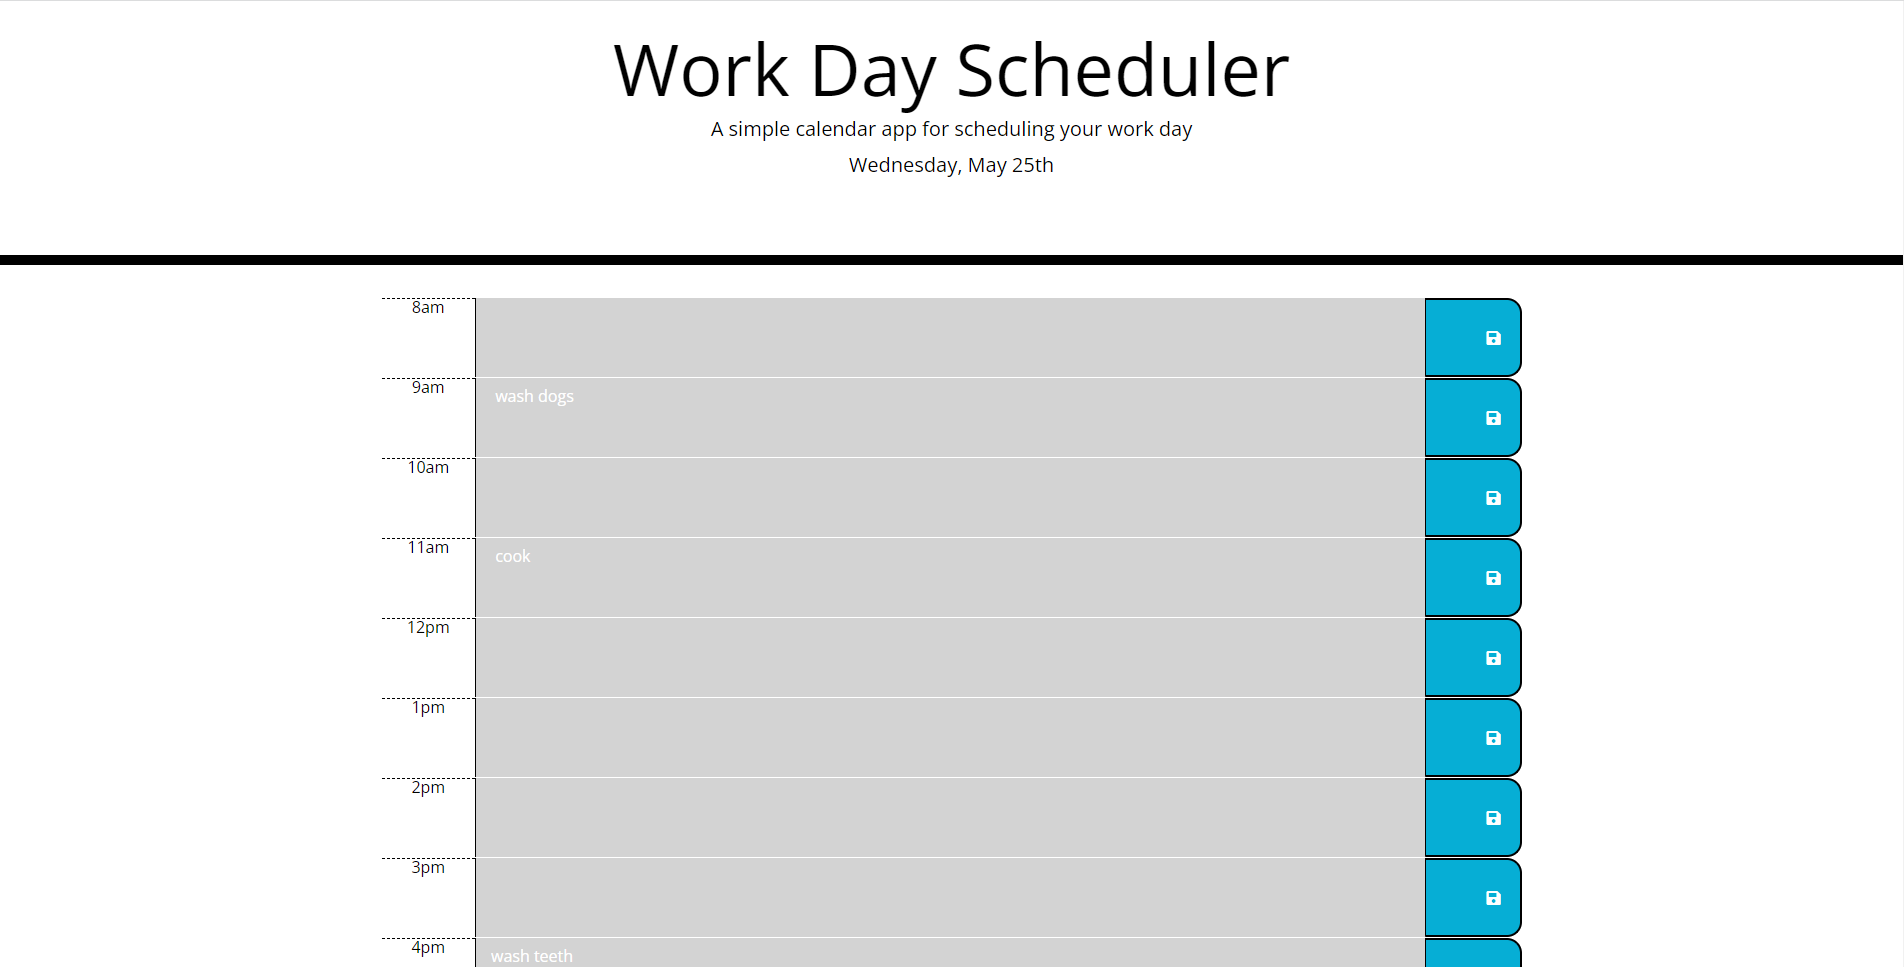 Work Day Scheduler
A simple calendar app for scheduling your work day
Wednesday, May 25th
8am
9am
wash dogs
10am
11am
cook
12pm
1pm
2pm
3pm
4pm
wash teeth